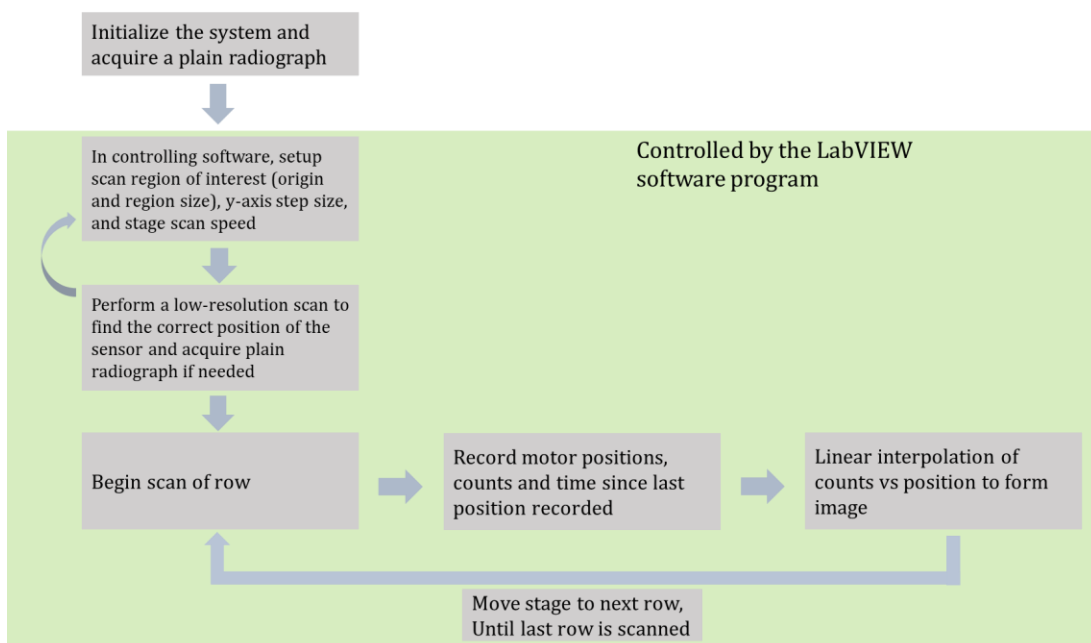 Initialize the system and
acquire a plain radiograph
Controlled by the LabVIEW
software program
In controlling software, setup
scan region of interest (origin
and region size), y-axis step size,
and stage scan speed
Perform a low-resolution scan to
find the correct position of the
sensor and acquire plain
radiograph if needed
Begin scan of row
Record motor positions,
counts and time since last
position recorded
Linear interpolation of
counts vs position to form
image
Move stage to next row,
Until last row is scanned